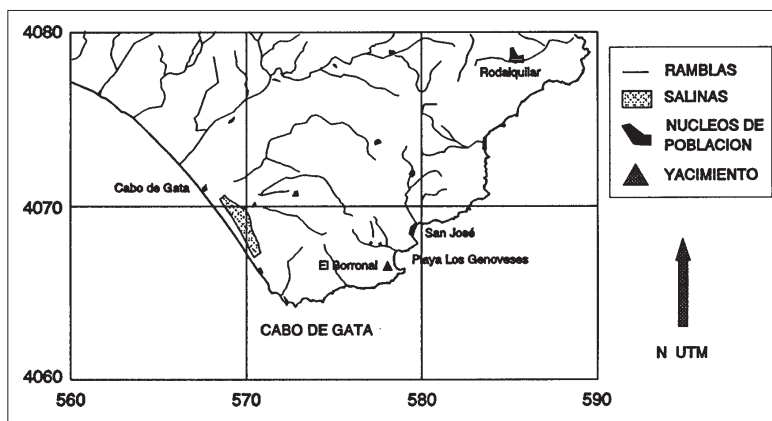 4080
Rodalquilar
Cabo de Gata
4070
San José
El Borronal
Playa Los Genoveses
CABO DE GATA
4060
560
570
580
590
RAMBLAS
SALINAS
NUCLEOS DE
POBLACION
YACIMIENTO
N UTM